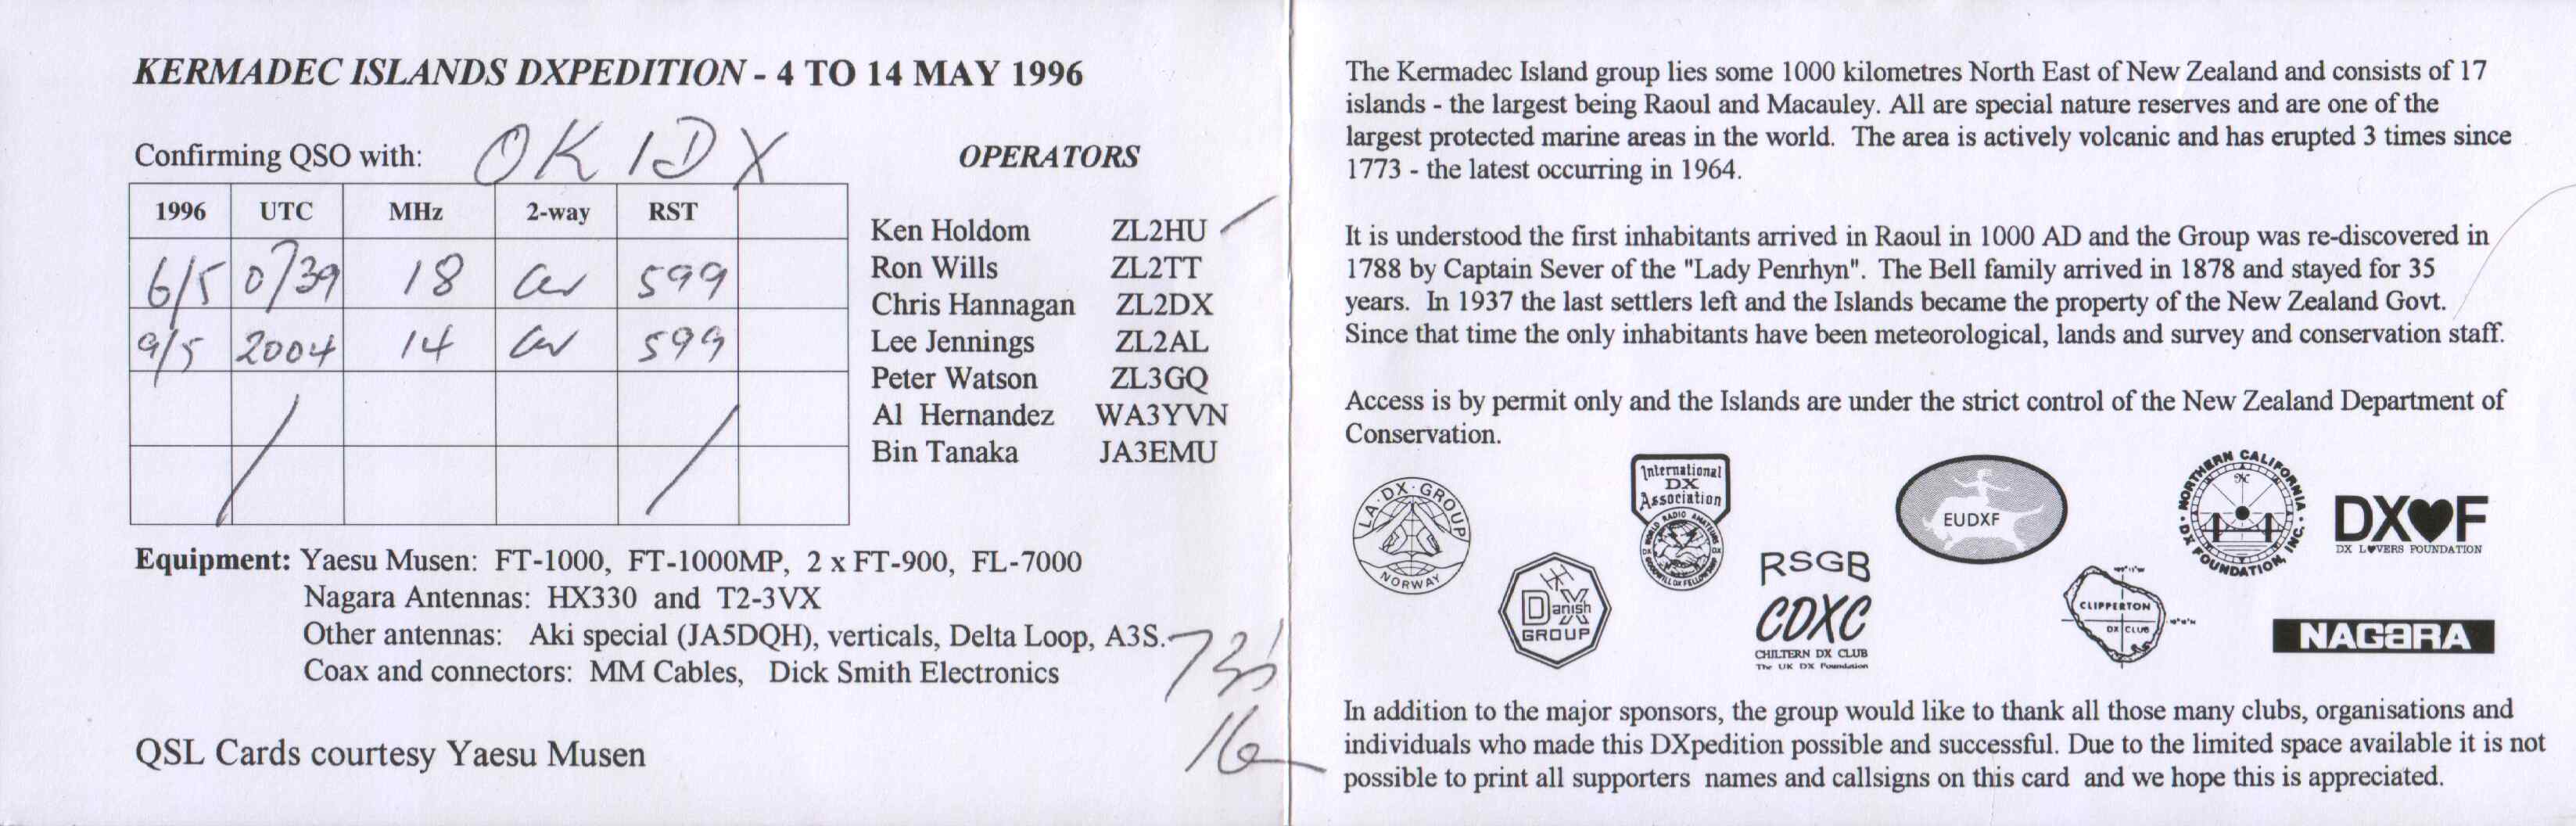 KERMADEC ISLANDS DXPEDITION - 4 TO 14 MAY 1996
Confirming QSO with: OK1DX
1996 UTC MHz 2-way RST
6/5 0739 18 CW 599
9/5 2004 14 CW 599
OPERATORS
Ken Holdom ZL2HU
Ron Wills ZL2TT
Chris Hannagan ZL2DX
Lee Jennings ZL2AL
Peter Watson ZL3GQ
Al Hernandez WA3YVN
Bin Tanaka JA3EMU
Equipment: Yaesu Musen: FT-1000, FT-1000MP, 2 x FT-900, FL-7000
Nagara Antennas: HX330 and T2-3VX
Other antennas: Aki special (JA5DQH), verticals, Delta Loop, A3S.
Coax and connectors: MM Cables, Dick Smith Electronics
QSL Cards courtesy Yaesu Musen
The Kermadec Island group lies some 1000 kilometres North East of New Zealand and consists of 17
islands - the largest being Raoul and Macauley. All are special nature reserves and are one of the
largest protected marine areas in the world. The area is actively volcanic and has erupted 3 times since
1773 - the latest occurring in 1964.
It is understood the first inhabitants arrived in Raoul in 1000 AD and the Group was re-discovered in
1788 by Captain Sever of the "Lady Penrhyn". The Bell family arrived in 1878 and stayed for 35
years. In 1937 the last settlers left and the Islands became the property of the New Zealand Govt.
Since that time the only inhabitants have been meteorological, lands and survey and conservation staff.
Access is by permit only and the Islands are under the strict control of the New Zealand Department of
Conservation.
LA·DX·GROUP
NORWAY
Danish
DX
GROUP
International
DX
Association
WORLD RADIO AMATEURS
RSGB
CDXC
CHILTERN DX CLUB
The UK DX Foundation
EUDXF
CLIPPERTON
DX CLUB
NORTHERN CALIFORNIA
DX FOUNDATION, INC.
DX♥F
DX L♥VERS FOUNDATION
NAGARA
In addition to the major sponsors, the group would like to thank all those many clubs, organisations and
individuals who made this DXpedition possible and successful. Due to the limited space available it is not
possible to print all supporters names and callsigns on this card and we hope this is appreciated.